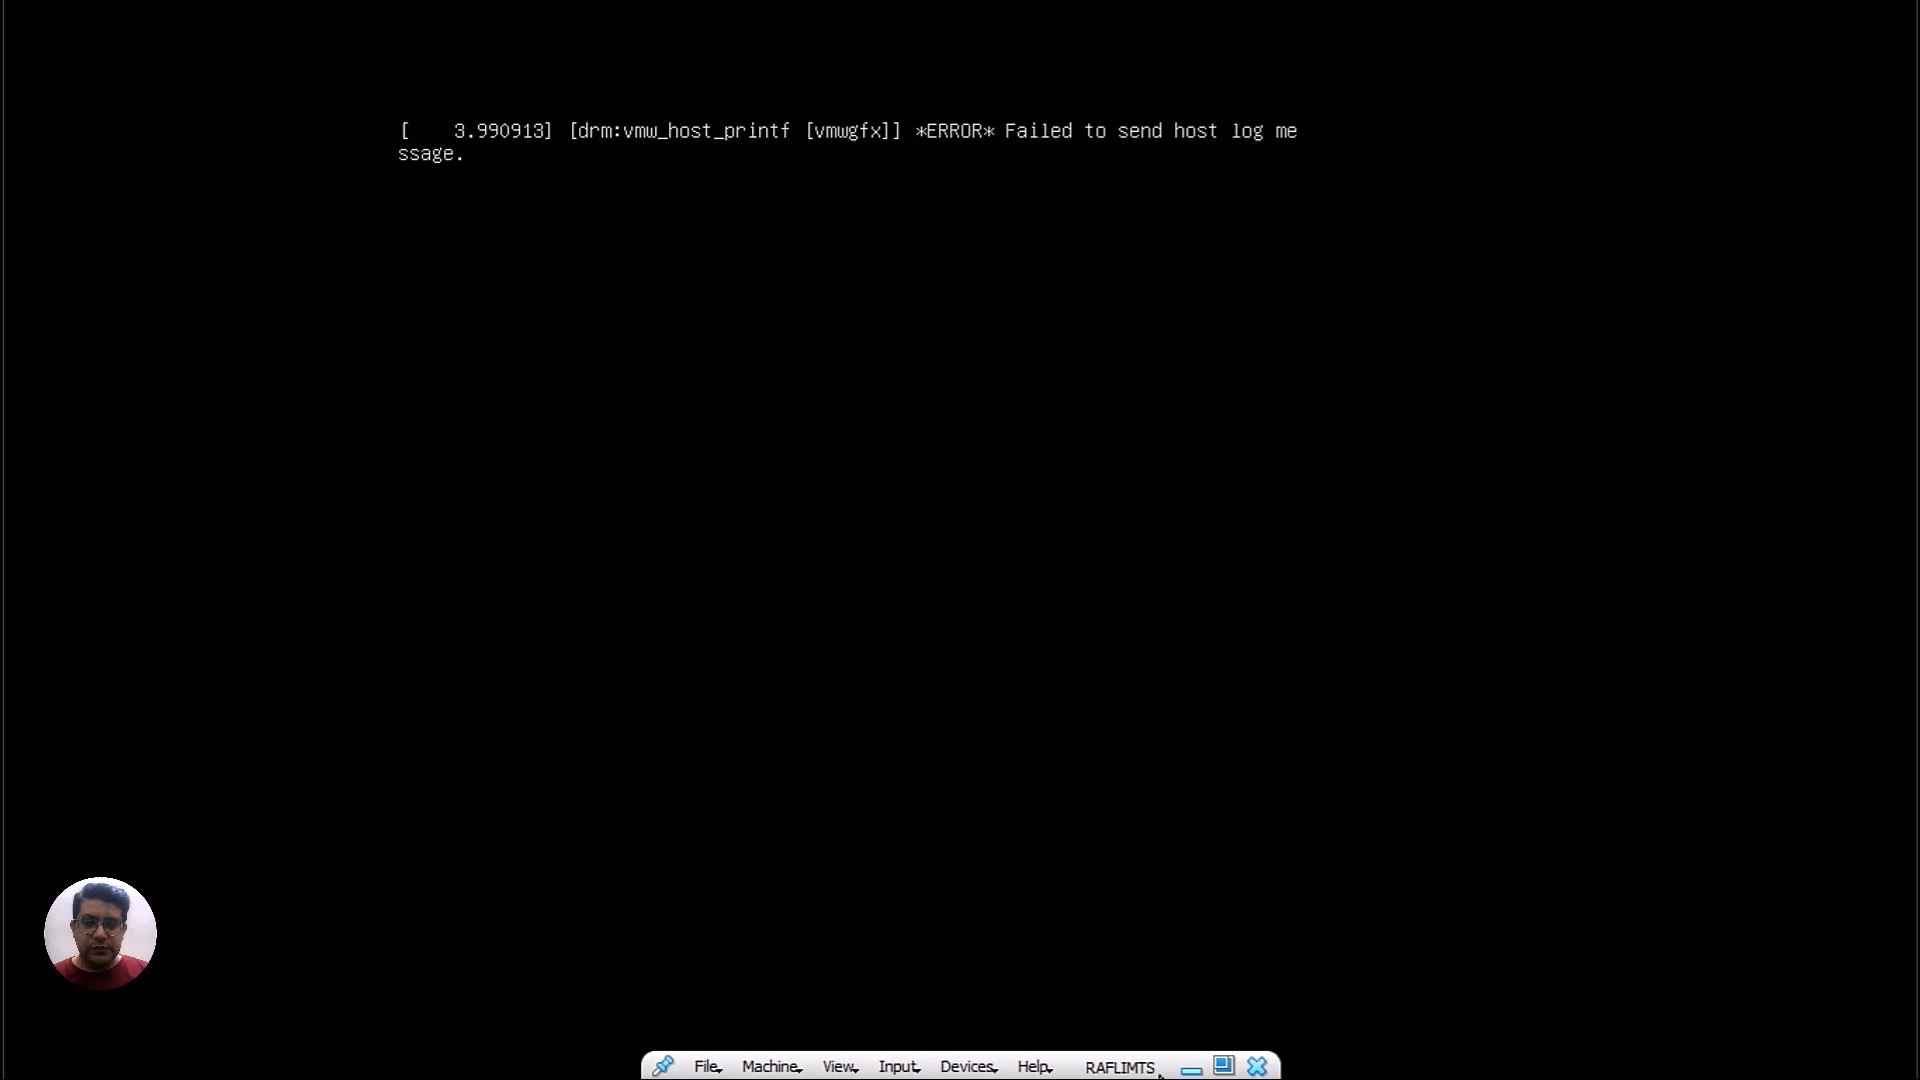 [    3.990913] [drm:vmw_host_printf [vmwgfx]] *ERROR* Failed to send host log me
ssage.
File Machine View Input Devices Help RAFLIMTS